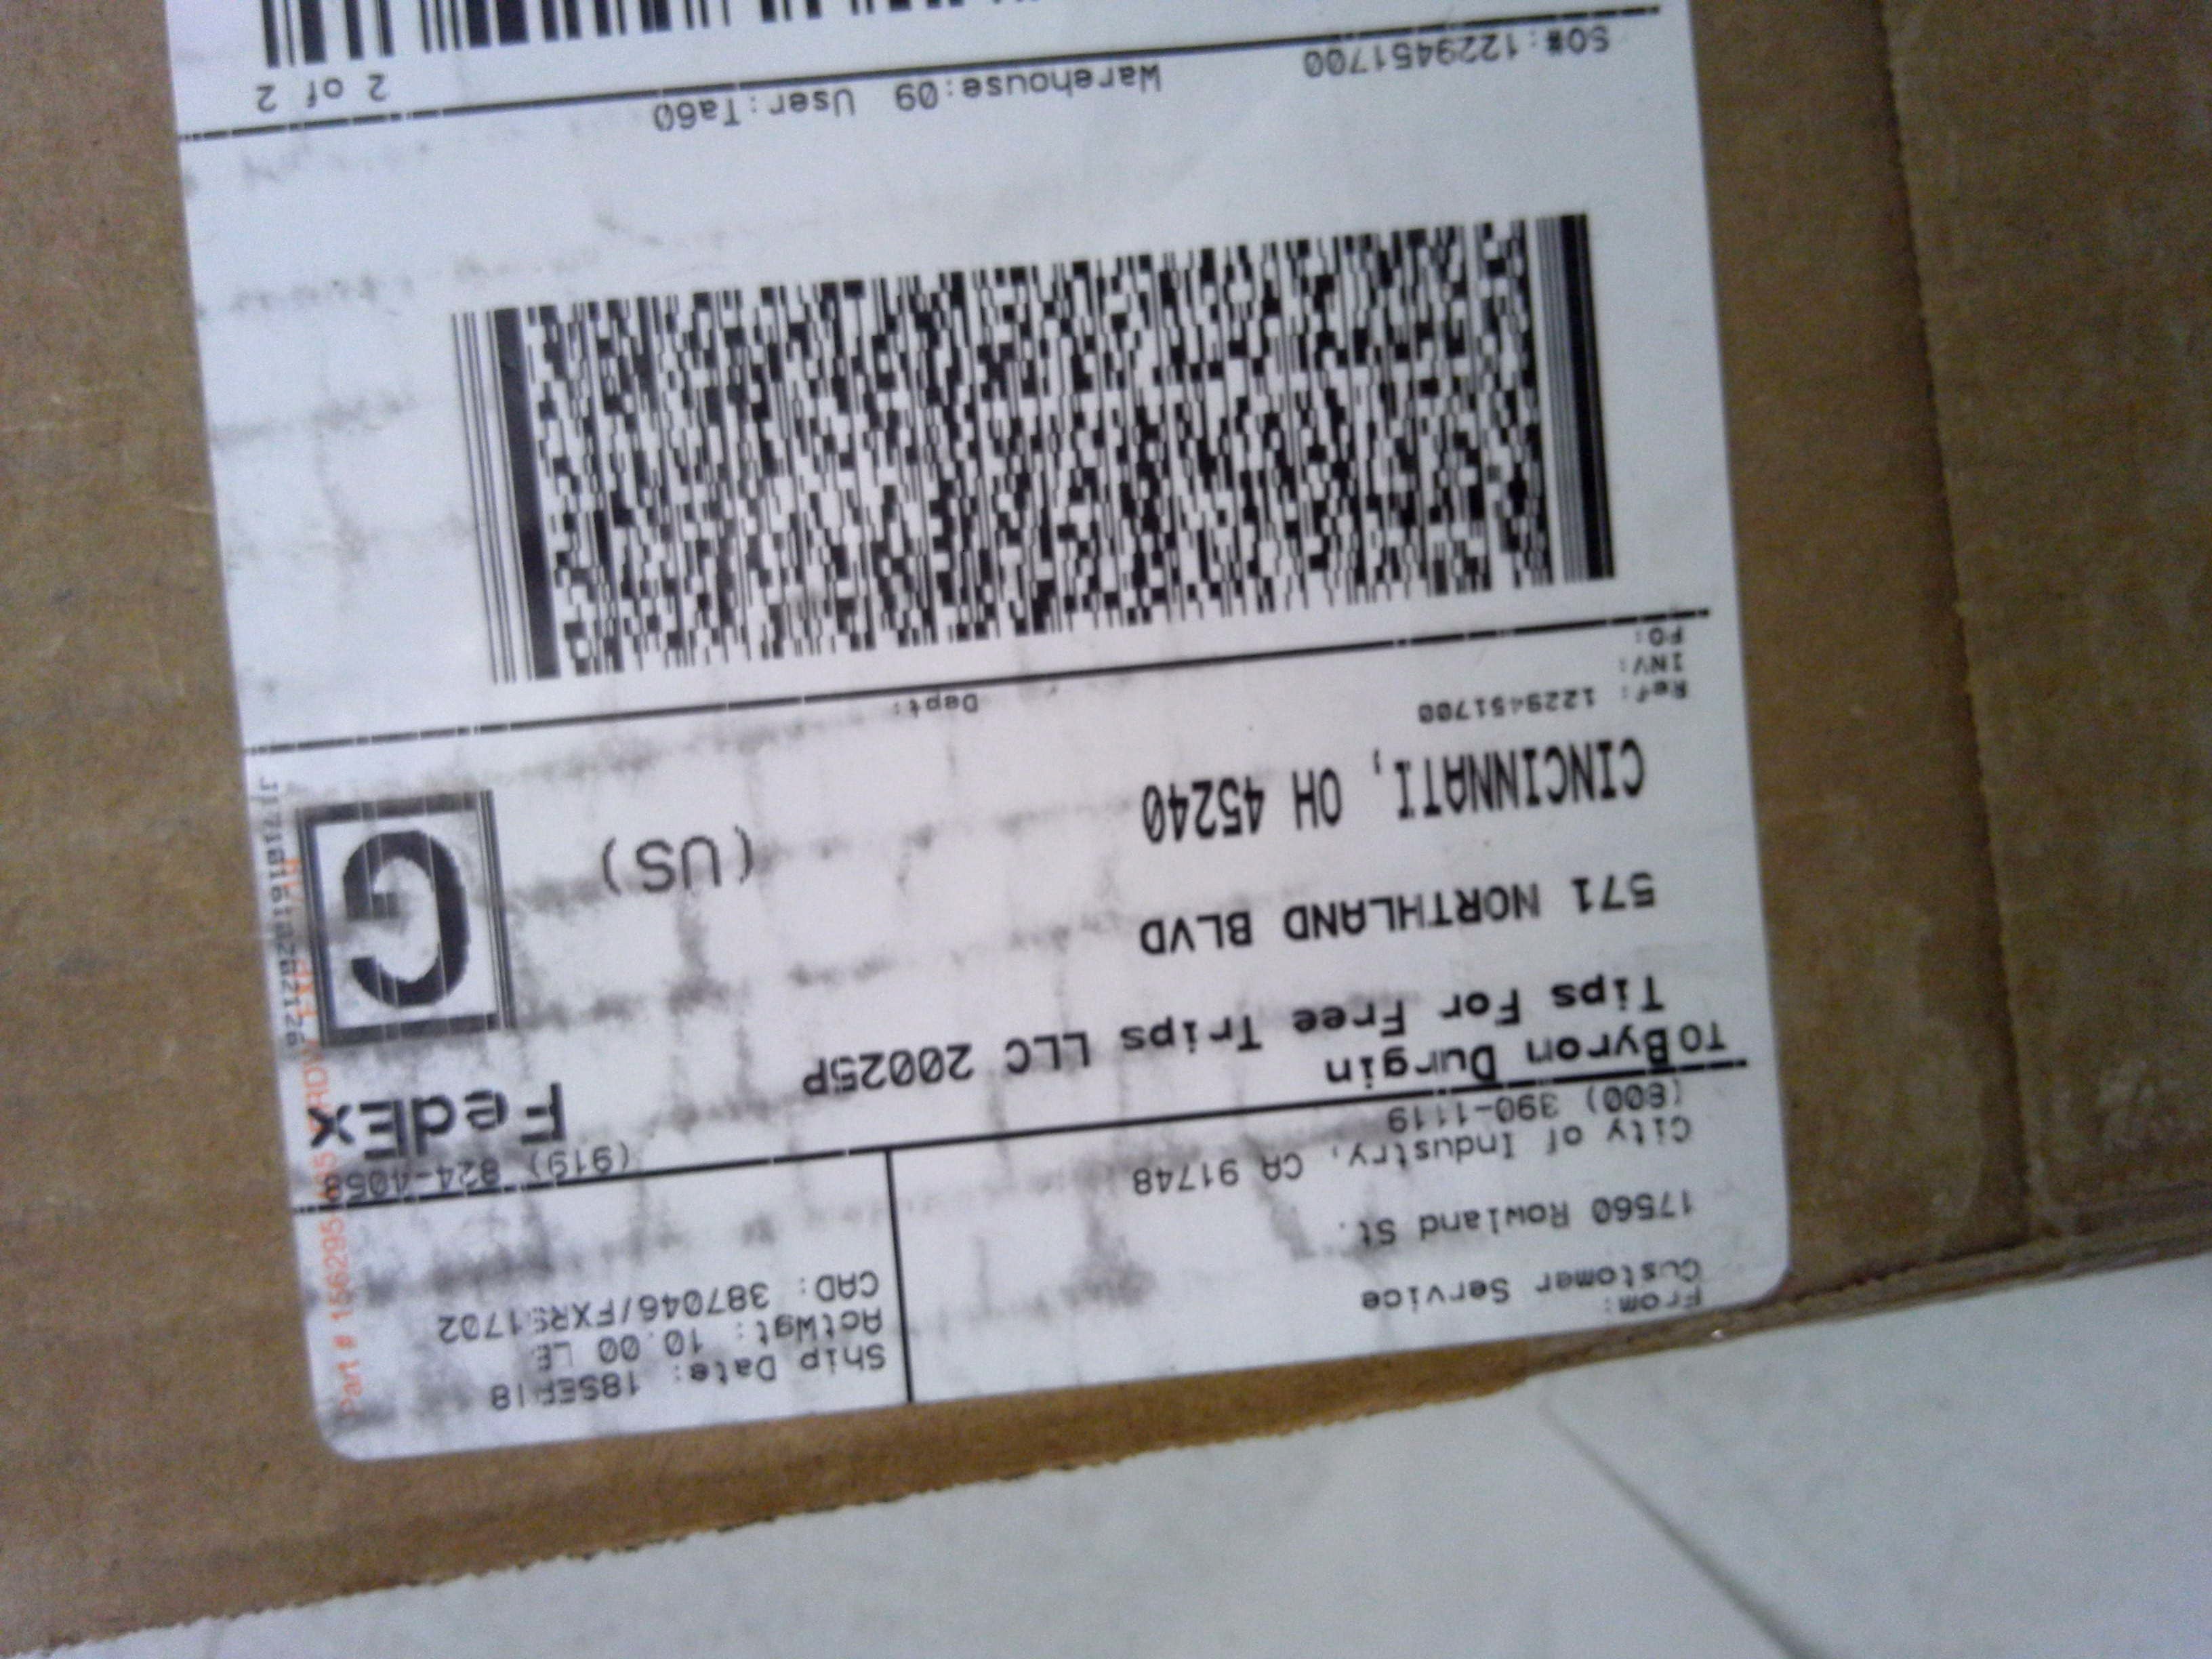 From:
Customer Service
17560 Rowland St.
City of Industry, CA 91748
(800) 390-1119
Ship Date: 18SEP18
ActWgt: 10.00 LB
CAD: 387046/FXRS1702
TO Byron Durgin
Tips For Free Trips LLC 20025P
571 NORTHLAND BLVD
CINCINNATI, OH 45240
(US)
(919) 824-4058
FedEx
G
Ref: 1229451700
INV:
PO:
Dept:
SO#:1229451700 Warehouse:09 User:Ta60
2 of 2
Part #